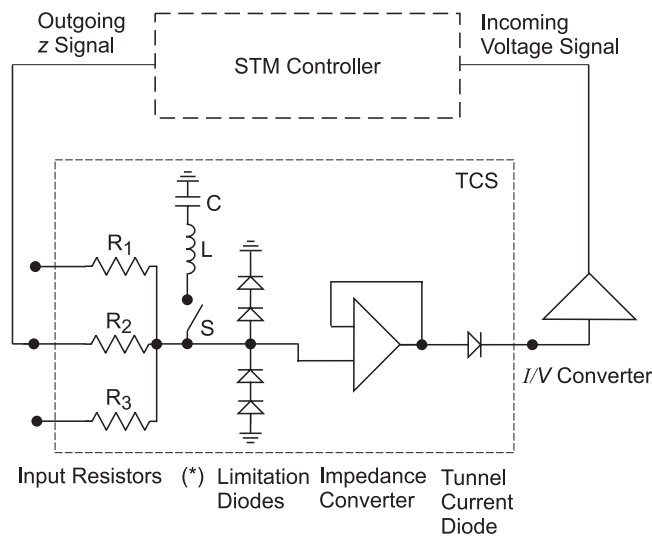 Outgoing
z Signal
Incoming
Voltage Signal
STM Controller
TCS
C
L
S
R1
R2
R3
I/V Converter
Input Resistors
(*)
Limitation
Diodes
Impedance
Converter
Tunnel
Current
Diode